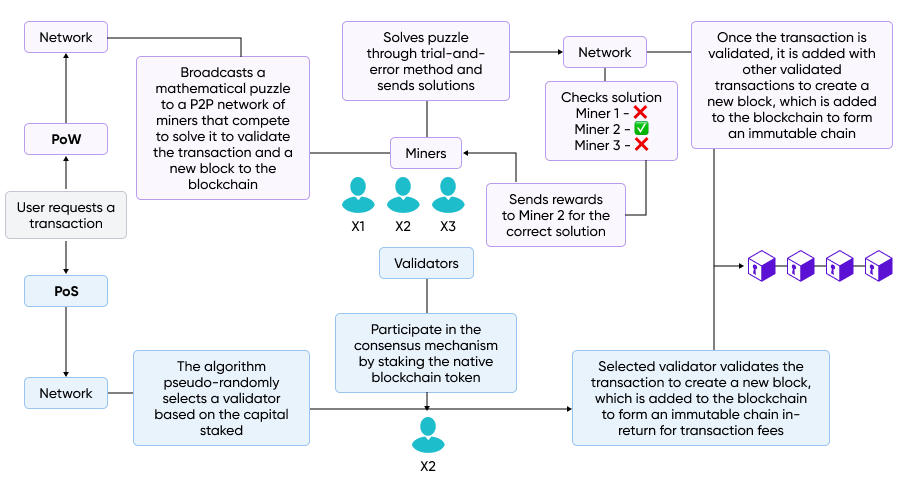 Network
PoW
User requests a
transaction
PoS
Network
Broadcasts a
mathematical puzzle
to a P2P network of
miners that compete
to solve it to validate
the transaction and a
new block to the
blockchain
Solves puzzle
through trial-and-
error method and
sends solutions
Miners
X1
X2
X3
Network
Checks solution
Miner 1 - ❌
Miner 2 - ✅
Miner 3 - ❌
Sends rewards
to Miner 2 for the
correct solution
Once the transaction is
validated, it is added with
other validated
transactions to create a
new block, which is added
to the blockchain to form
an immutable chain
Validators
Participate in the
consensus mechanism
by staking the native
blockchain token
The algorithm
pseudo-randomly
selects a validator
based on the capital
staked
X2
Selected validator validates the
transaction to create a new block,
which is added to the blockchain
to form an immutable chain in-
return for transaction fees